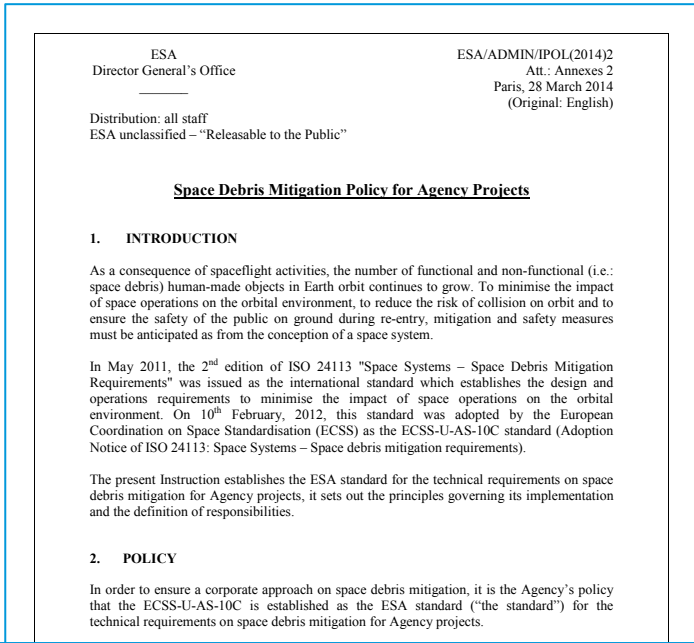 ESA
Director General's Office
ESA/ADMIN/IPOL(2014)2
Att.: Annexes 2
Paris, 28 March 2014
(Original: English)
Distribution: all staff
ESA unclassified – “Releasable to the Public”
Space Debris Mitigation Policy for Agency Projects
1. INTRODUCTION
As a consequence of spaceflight activities, the number of functional and non-functional (i.e.:
space debris) human-made objects in Earth orbit continues to grow. To minimise the impact
of space operations on the orbital environment, to reduce the risk of collision on orbit and to
ensure the safety of the public on ground during re-entry, mitigation and safety measures
must be anticipated as from the conception of a space system.
In May 2011, the 2nd edition of ISO 24113 "Space Systems – Space Debris Mitigation
Requirements" was issued as the international standard which establishes the design and
operations requirements to minimise the impact of space operations on the orbital
environment. On 10th February, 2012, this standard was adopted by the European
Coordination on Space Standardisation (ECSS) as the ECSS-U-AS-10C standard (Adoption
Notice of ISO 24113: Space Systems – Space debris mitigation requirements).
The present Instruction establishes the ESA standard for the technical requirements on space
debris mitigation for Agency projects, it sets out the principles governing its implementation
and the definition of responsibilities.
2. POLICY
In order to ensure a corporate approach on space debris mitigation, it is the Agency's policy
that the ECSS-U-AS-10C is established as the ESA standard (“the standard”) for the
technical requirements on space debris mitigation for Agency projects.